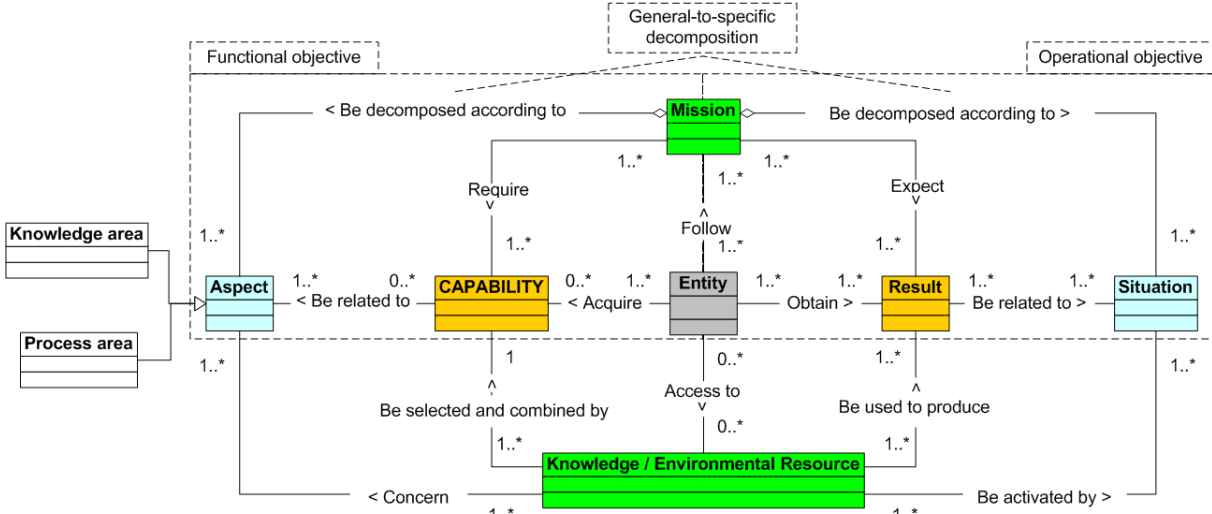 General-to-specific
decomposition
Functional objective
Operational objective
< Be decomposed according to
Mission
Be decomposed according to >
1..*
1..*
1..*
Require
<
Expect
<
<
Follow
Knowledge area
1..*
1..*
1..*
1..*
1..*
Aspect
1..*
0..*
CAPABILITY
0..*
1..*
Entity
1..*
1..*
Result
1..*
1..*
Situation
< Be related to
< Acquire
Obtain >
Be related to >
Process area
1..*
1
0..*
1..*
1..*
<
Access to
<
<
Be selected and combined by
Be used to produce
1..*
0..*
1..*
Knowledge / Environmental Resource
< Concern
Be activated by >
1..*
1..*